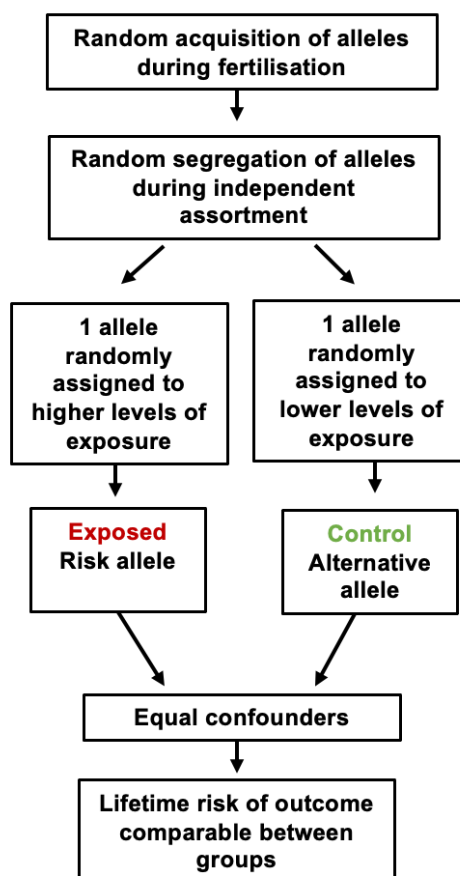 Random acquisition of alleles
during fertilisation
Random segregation of alleles
during independent
assortment
1 allele
randomly
assigned to
higher levels of
exposure
1 allele
randomly
assigned to
lower levels of
exposure
Exposed
Risk allele
Control
Alternative
allele
Equal confounders
Lifetime risk of outcome
comparable between
groups